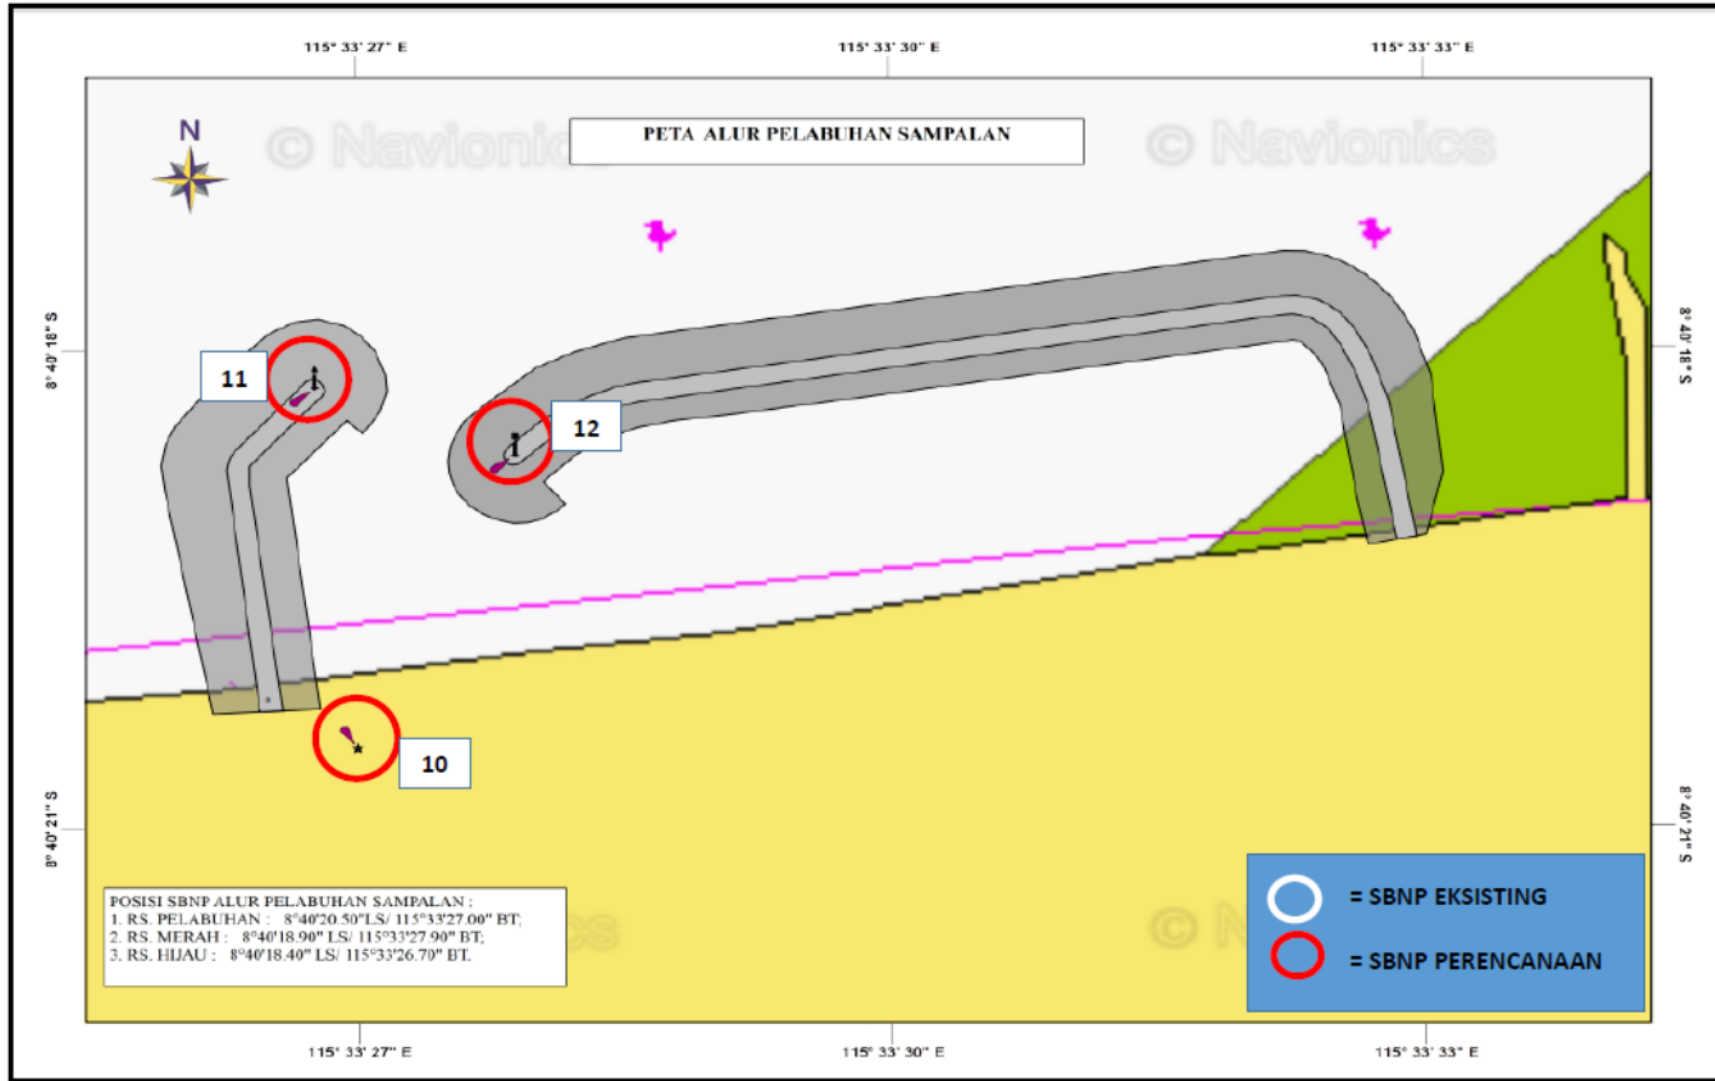 115° 33' 27" E
115° 33' 30" E
115° 33' 33" E
N
© Navionics
© Navionics
PETA ALUR PELABUHAN SAMPALAN
8° 40' 18" S
8° 40' 18" S
11
12
10
8° 40' 21" S
8° 40' 21" S
POSISI SBNP ALUR PELABUHAN SAMPALAN :
1. RS. PELABUHAN : 8°40'20.50"LS/ 115°33'27.00" BT;
2. RS. MERAH : 8°40'18.90" LS/ 115°33'27.90" BT;
3. RS. HIJAU : 8°40'18.40" LS/ 115°33'26.70" BT.
cs
© N
= SBNP EKSISTING
= SBNP PERENCANAAN
115° 33' 27" E
115° 33' 30" E
115° 33' 33" E